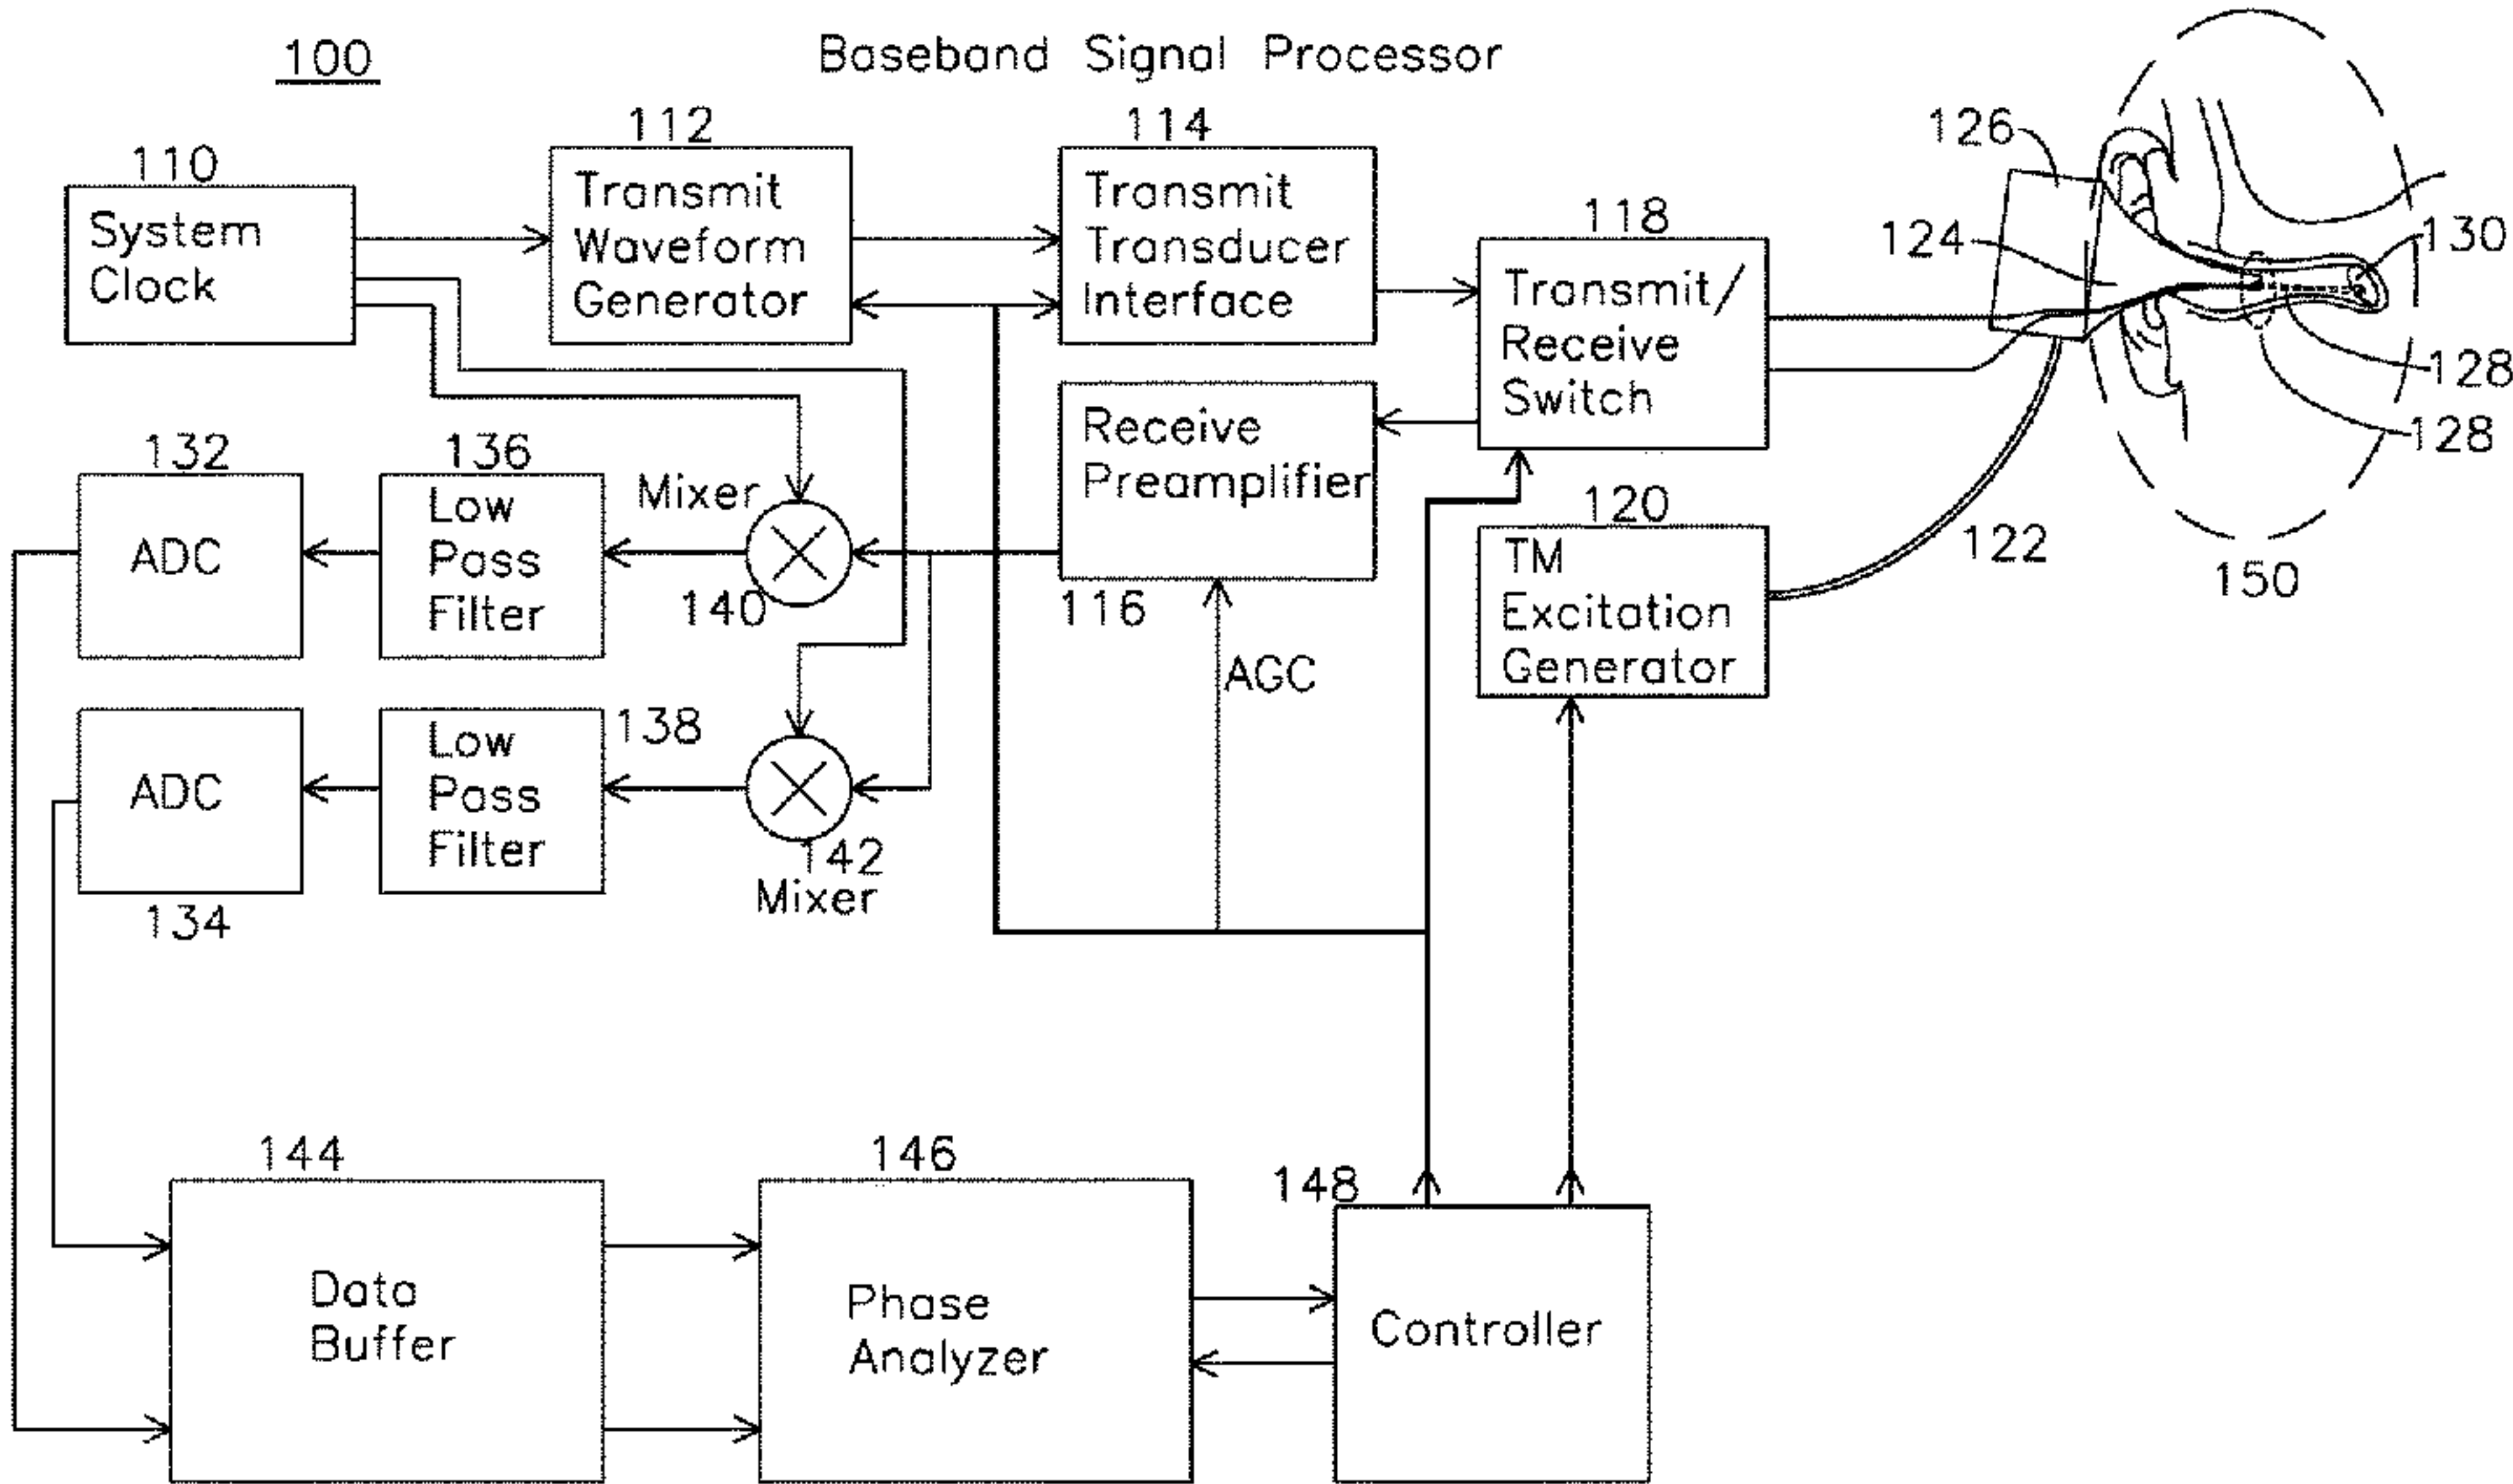 100
Baseband Signal Processor
110
System
Clock
112
Transmit
Waveform
Generator
114
Transmit
Transducer
Interface
118
Transmit/
Receive
Switch
126
124
130
128
128
150
122
120
TM
Excitation
Generator
Receive
Preamplifier
116
AGC
132
ADC
136
Low
Pass
Filter
Mixer
140
134
ADC
138
Low
Pass
Filter
142
Mixer
144
Data
Buffer
146
Phase
Analyzer
148
Controller